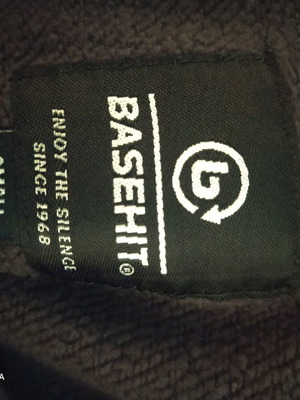 b
BASEHIT®
ENJOY THE SILENCE
SINCE 1968